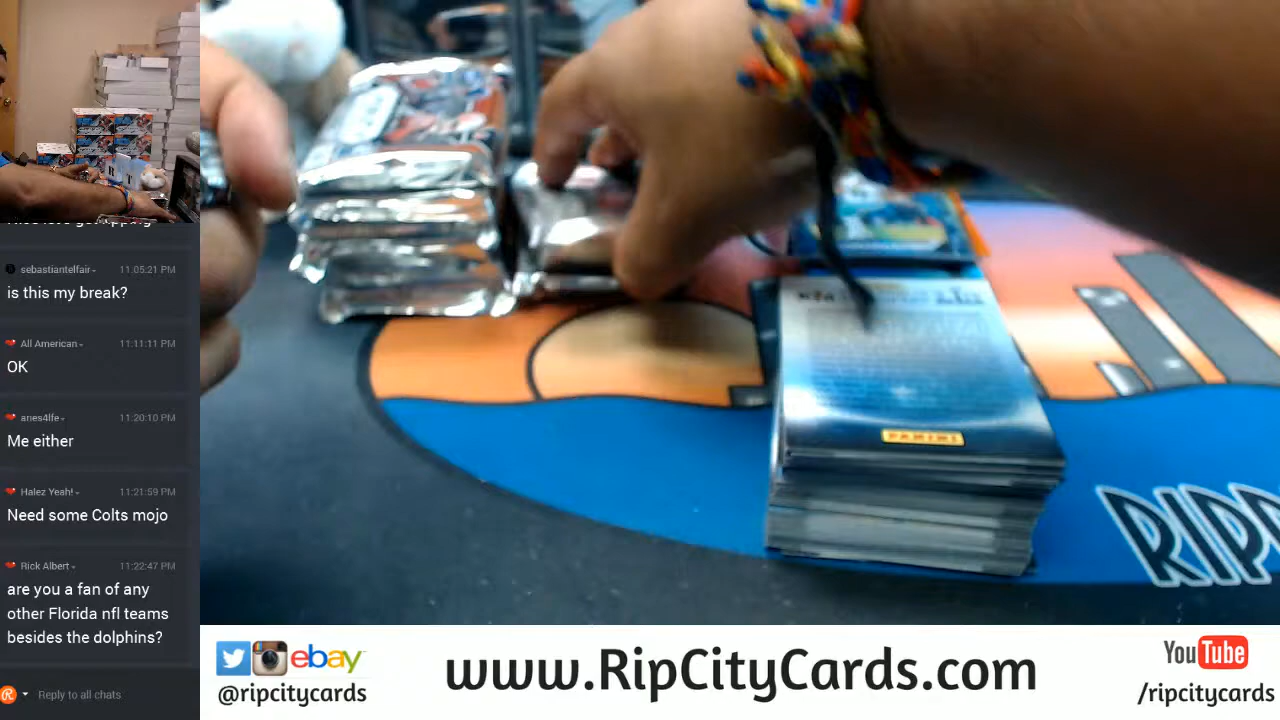 sebastiantelfair 11:05:21 PM
is this my break?
All American 11:11:11 PM
OK
aries4lfe 11:20:10 PM
Me either
Halez Yeah! 11:21:59 PM
Need some Colts mojo
Rick Albert 11:22:47 PM
are you a fan of any
other Florida nfl teams
besides the dolphins?
Reply to all chats
PANINI
RIPP
ebay
@ripcitycards
www.RipCityCards.com
YouTube
/ripcitycards